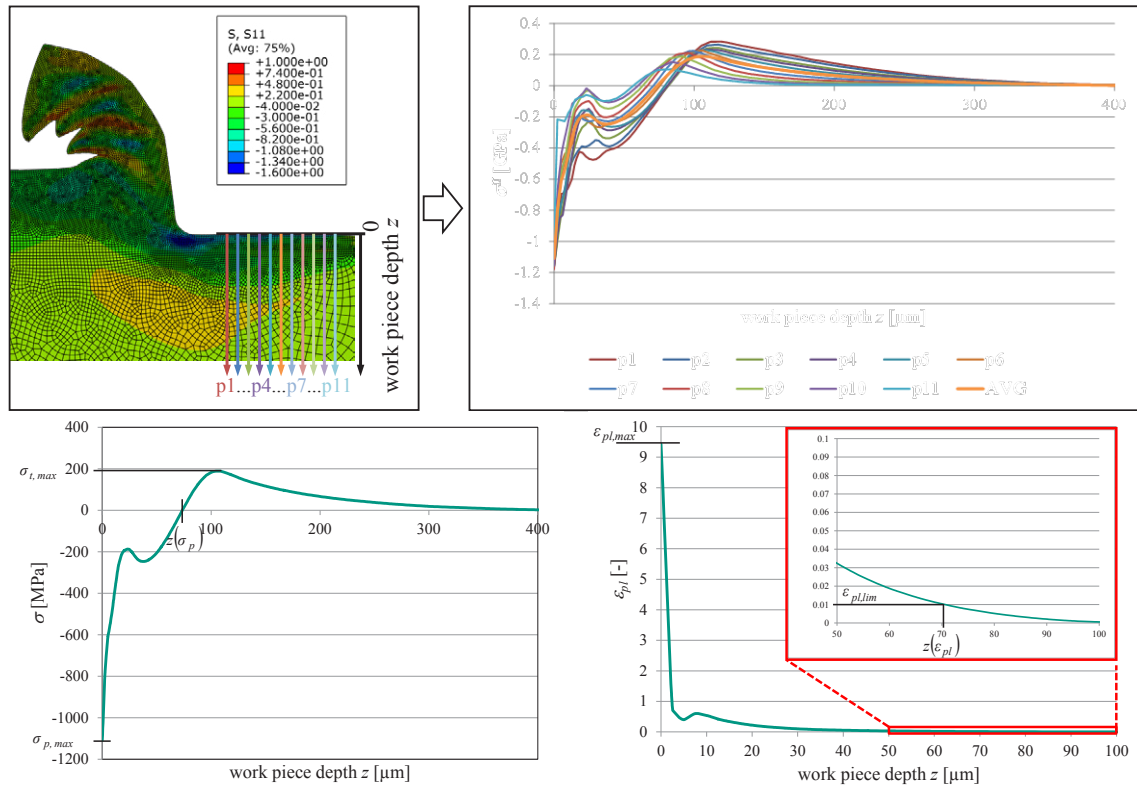 S, S11
(Avg: 75%)
+1.000e+00
+7.400e-01
+4.800e-01
+2.200e-01
-4.000e-02
-3.000e-01
-5.600e-01
-8.200e-01
-1.080e+00
-1.340e+00
-1.600e+00
0
work piece depth z
p1...p4...p7...p11
0.4
0.2
0
-0.2
-0.4
-0.6
-0.8
-1
-1.2
-1.4
0 100 200 300 400
work piece depth z [µm]
p1 p2 p3 p4 p5 p6
p7 p8 p9 p10 p11 AVG
400
200
0
-200
-400
-600
-800
-1000
-1200
σt,max
σp,max
z(σp)
σ [MPa]
0 100 200 300 400
work piece depth z [µm]
10
9
8
7
6
5
4
3
2
1
0
εpl,max
εpl [-]
0 10 20 30 40 50 60 70 80 90 100
work piece depth z [µm]
0.1
0.09
0.08
0.07
0.06
0.05
0.04
0.03
0.02
0.01
0
εpl,lim
50 60 70 80 90 100
z(εpl)